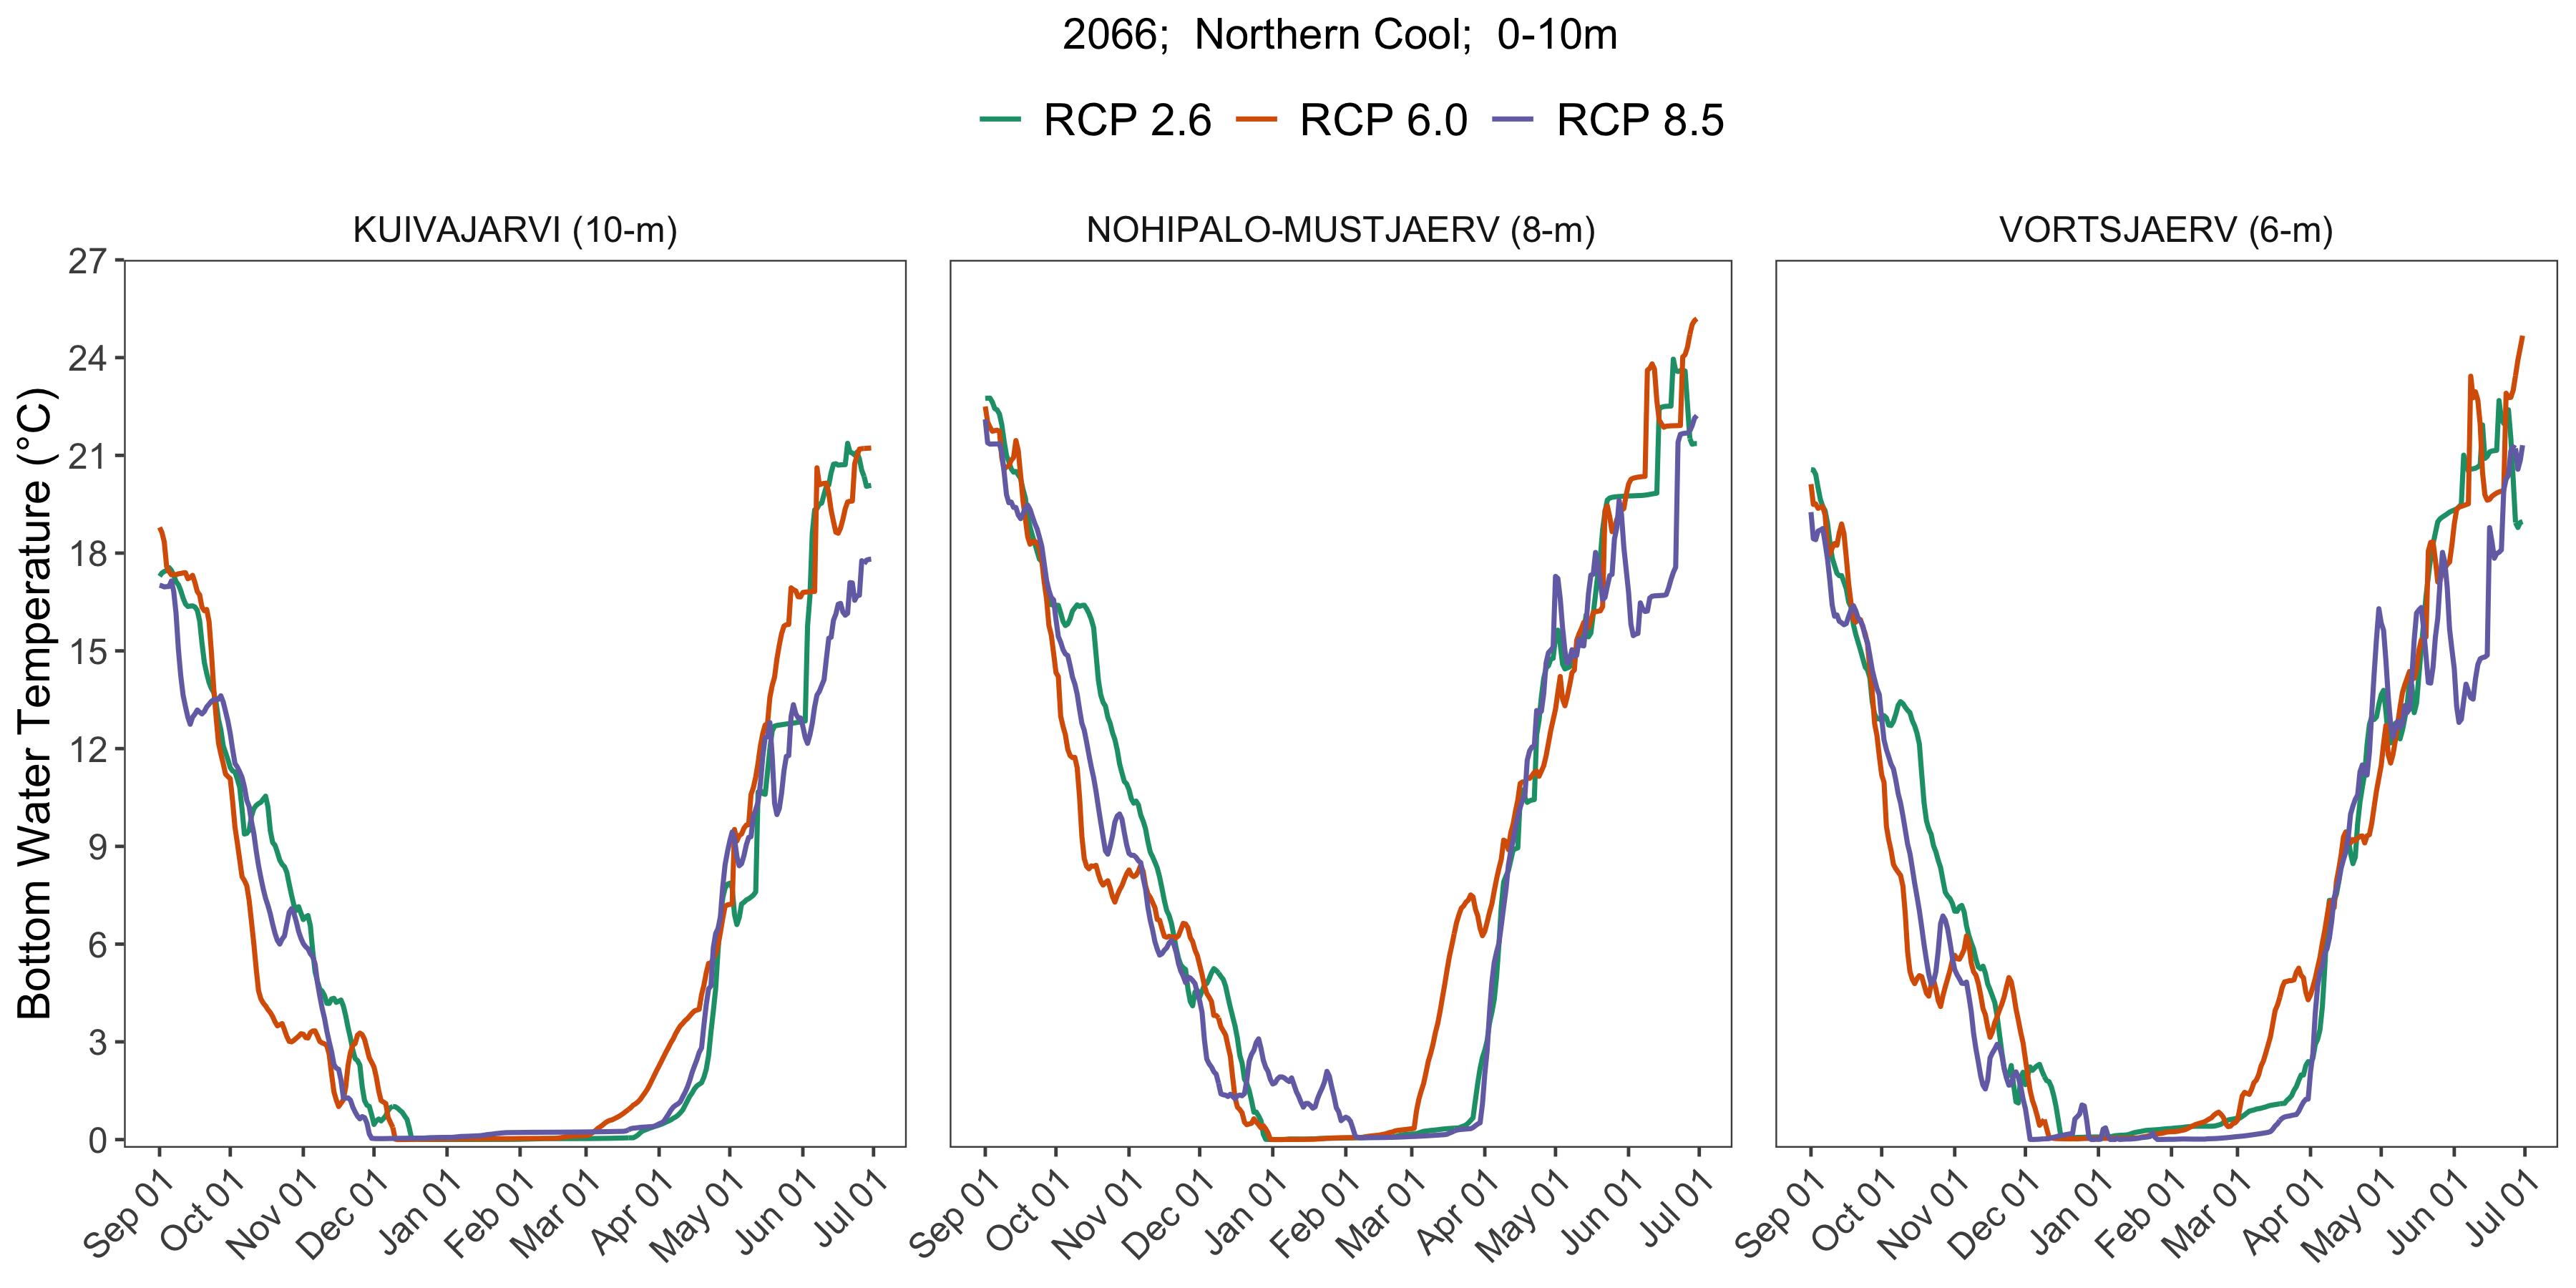 2066;  Northern Cool;  0-10m
RCP 2.6 RCP 6.0 RCP 8.5
KUIVAJARVI (10-m) NOHIPALO-MUSTJAERV (8-m) VORTSJAERV (6-m)
Bottom Water Temperature (°C)
27
24
21
18
15
12
9
6
3
0
Sep 01 Oct 01 Nov 01 Dec 01 Jan 01 Feb 01 Mar 01 Apr 01 May 01 Jun 01 Jul 01 Sep 01 Oct 01 Nov 01 Dec 01 Jan 01 Feb 01 Mar 01 Apr 01 May 01 Jun 01 Jul 01 Sep 01 Oct 01 Nov 01 Dec 01 Jan 01 Feb 01 Mar 01 Apr 01 May 01 Jun 01 Jul 01